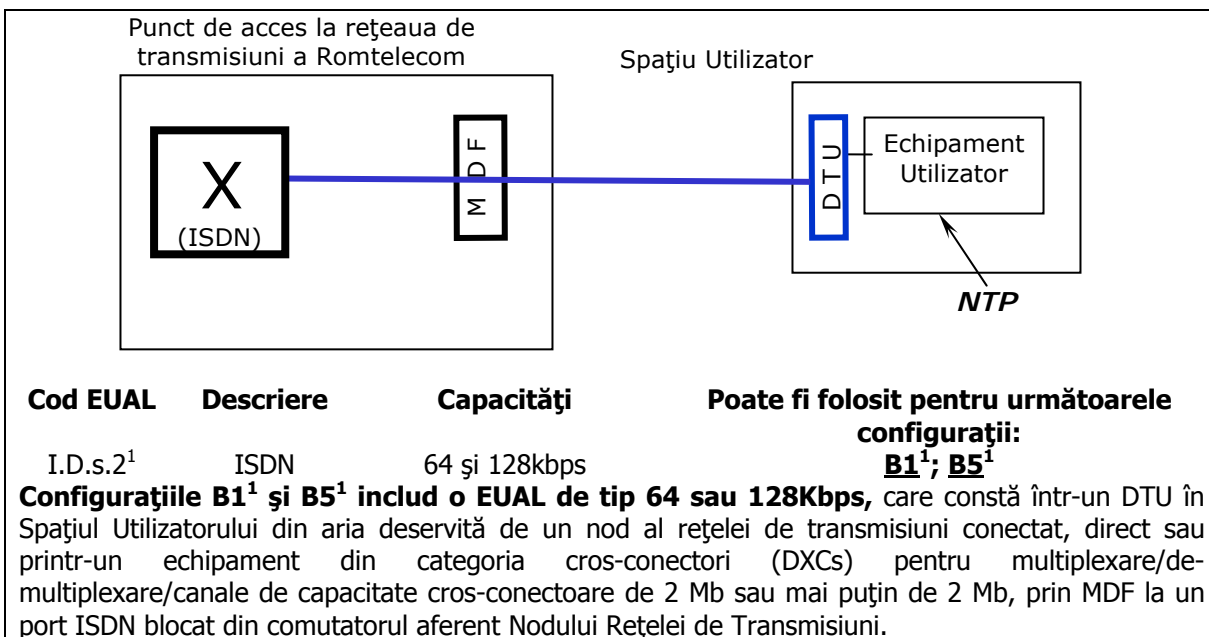 Punct de acces la reţeaua de
transmisiuni a Romtelecom
Spaţiu Utilizator
X
(ISDN)
MDF
DTU
Echipament
Utilizator
NTP
Cod EUAL Descriere Capacităţi Poate fi folosit pentru următoarele
configuraţii:
I.D.s.2¹ ISDN 64 şi 128kbps B1¹; B5¹
Configuraţiile B1¹ şi B5¹ includ o EUAL de tip 64 sau 128Kbps, care constă într-un DTU în
Spaţiul Utilizatorului din aria deservită de un nod al reţelei de transmisiuni conectat, direct sau
printr-un echipament din categoria cros-conectori (DXCs) pentru multiplexare/de-
multiplexare/canale de capacitate cros-conectoare de 2 Mb sau mai puţin de 2 Mb, prin MDF la un
port ISDN blocat din comutatorul aferent Nodului Reţelei de Transmisiuni.